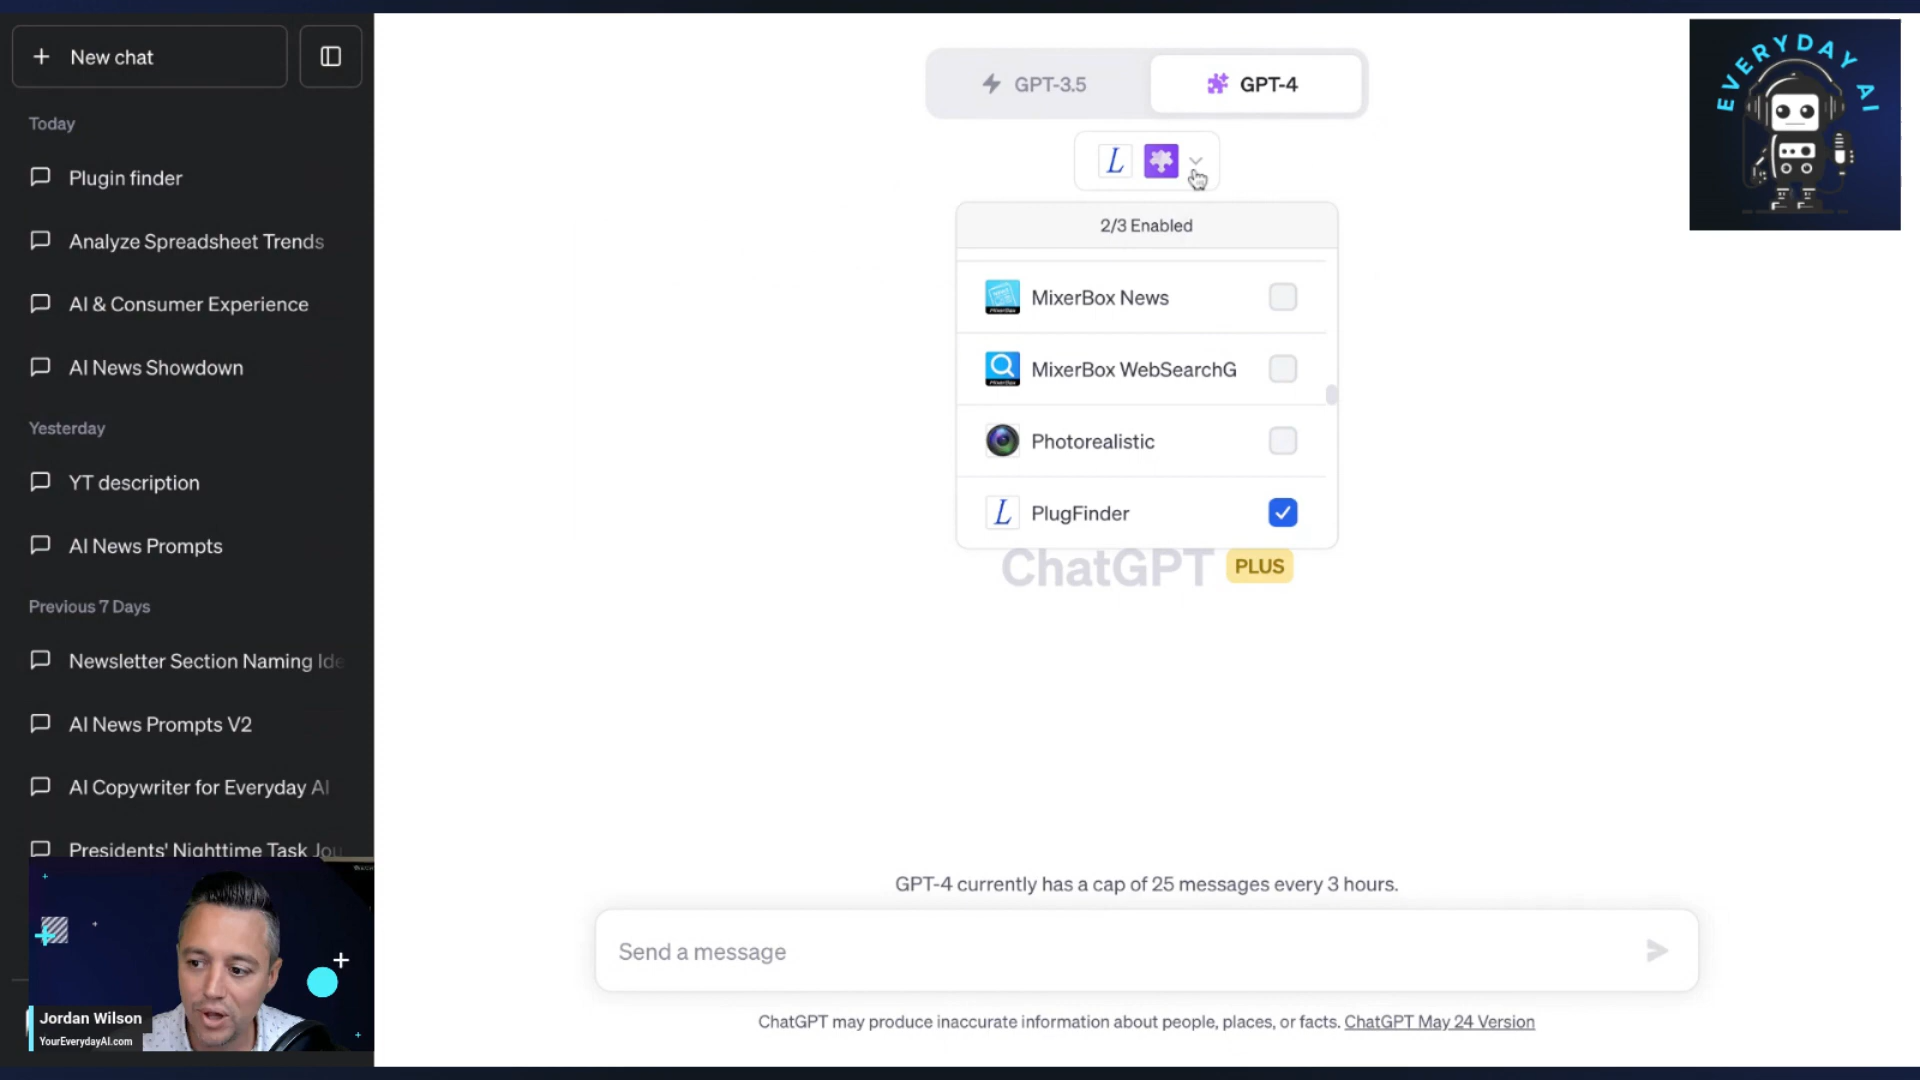 New chat
Today
Plugin finder
Analyze Spreadsheet Trends
AI & Consumer Experience
AI News Showdown
Yesterday
YT description
AI News Prompts
Previous 7 Days
Newsletter Section Naming Ide
AI News Prompts V2
AI Copywriter for Everyday AI
Presidents' Nighttime Task Jou
Jordan Wilson
YourEverydayAI.com
GPT-3.5
GPT-4
L
2/3 Enabled
MixerBox News
MixerBox WebSearchG
Photorealistic
L PlugFinder
ChatGPT PLUS
GPT-4 currently has a cap of 25 messages every 3 hours.
Send a message
ChatGPT may produce inaccurate information about people, places, or facts. ChatGPT May 24 Version
EVERYDAY AI